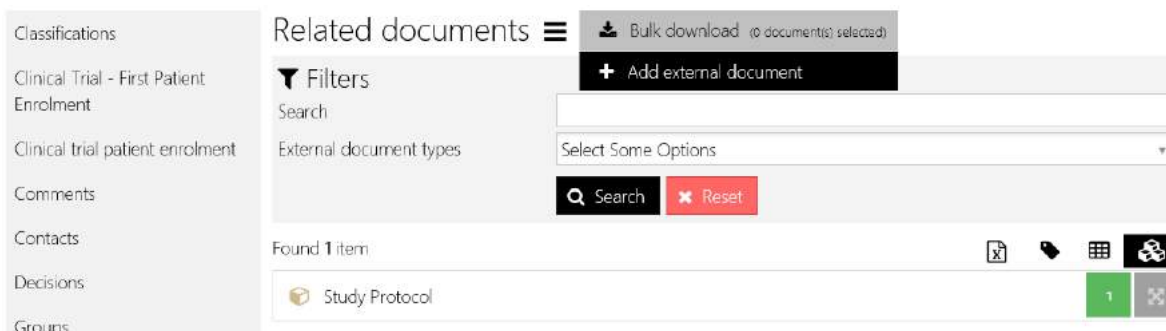 Classifications
Clinical Trial - First Patient
Enrolment
Clinical trial patient enrolment
Comments
Contacts
Decisions
Groups
Related documents
Bulk download (0 document(s) selected)
Add external document
Filters
Search
External document types
Select Some Options
Search
Reset
Found 1 item
Study Protocol
1